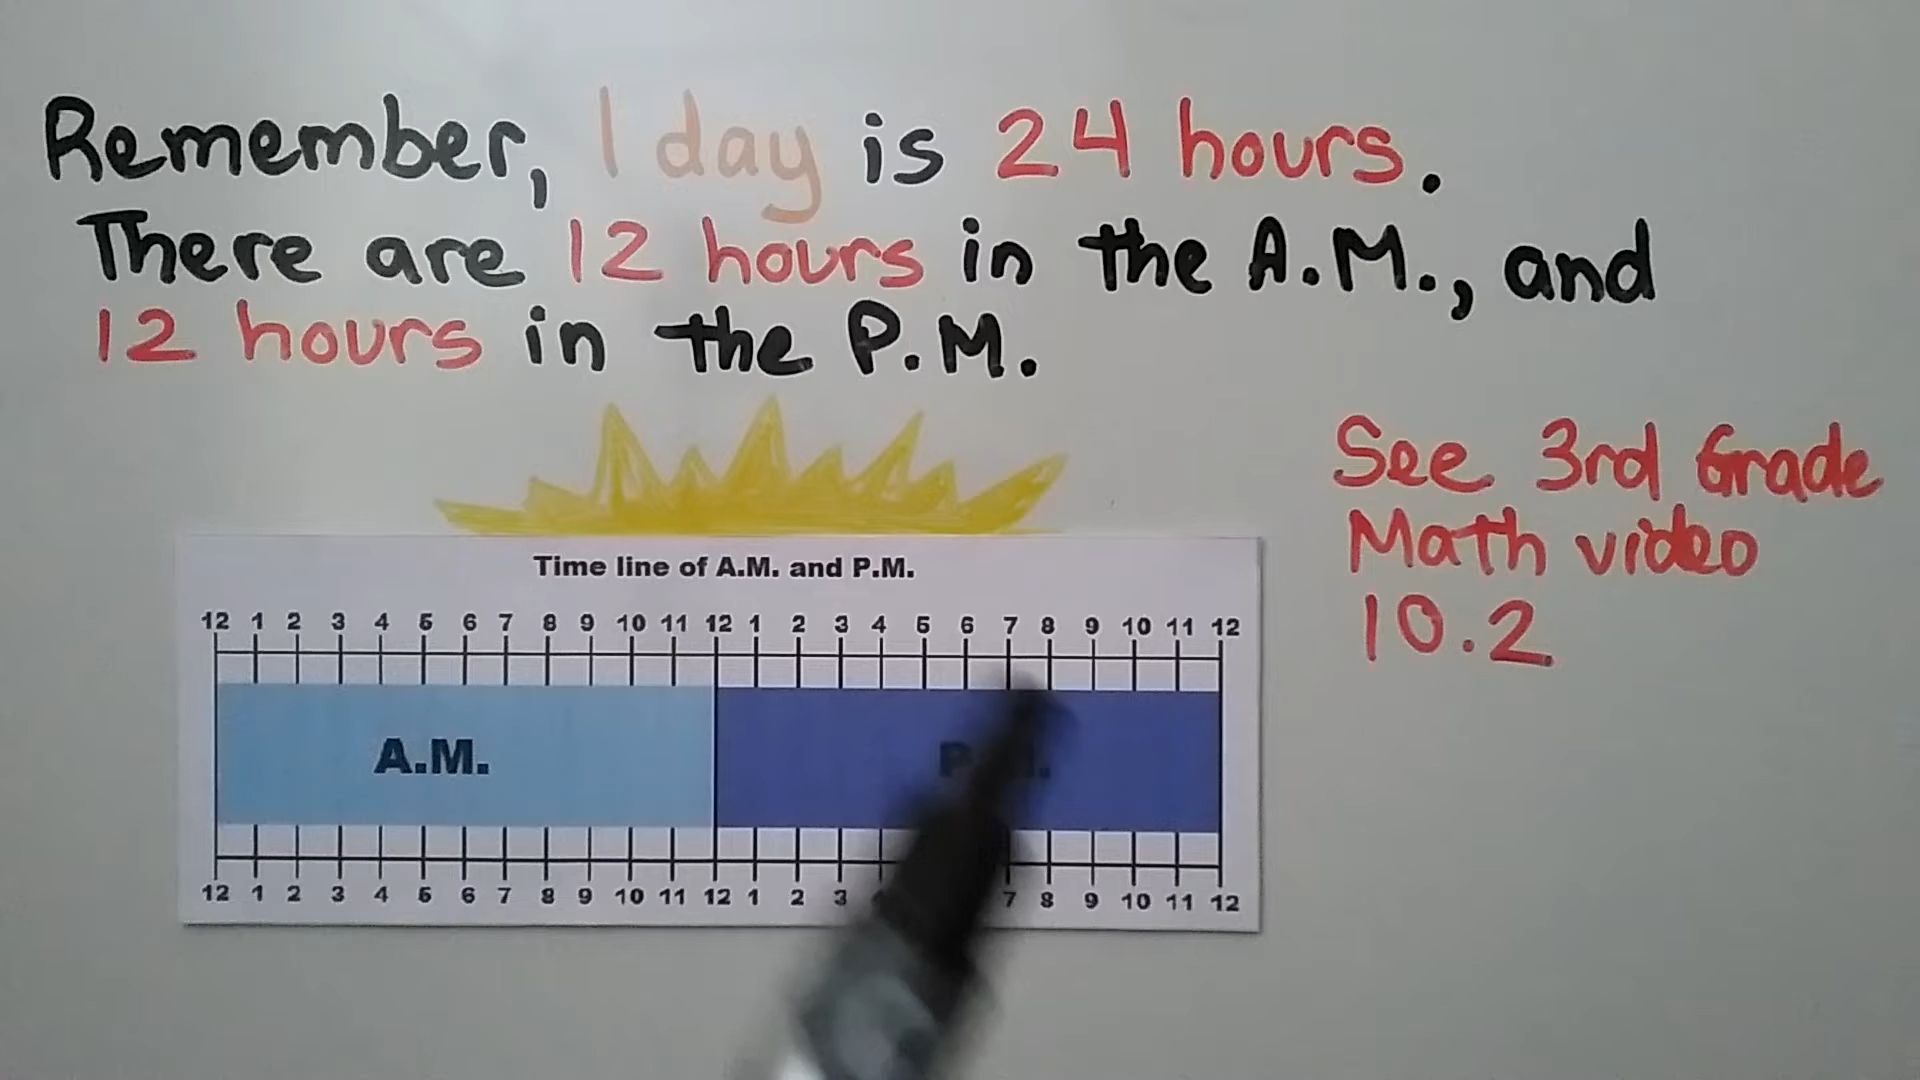 Remember, 1 day is 24 hours.
There are 12 hours in the A.M., and
12 hours in the P.M.
See 3rd Grade
Math video
10.2
Time line of A.M. and P.M.
12 1 2 3 4 5 6 7 8 9 10 11 12 1 2 3 4 5 6 7 8 9 10 11 12
A.M.
12 1 2 3 4 5 6 7 8 9 10 11 12 1 2 3 7 8 9 10 11 12